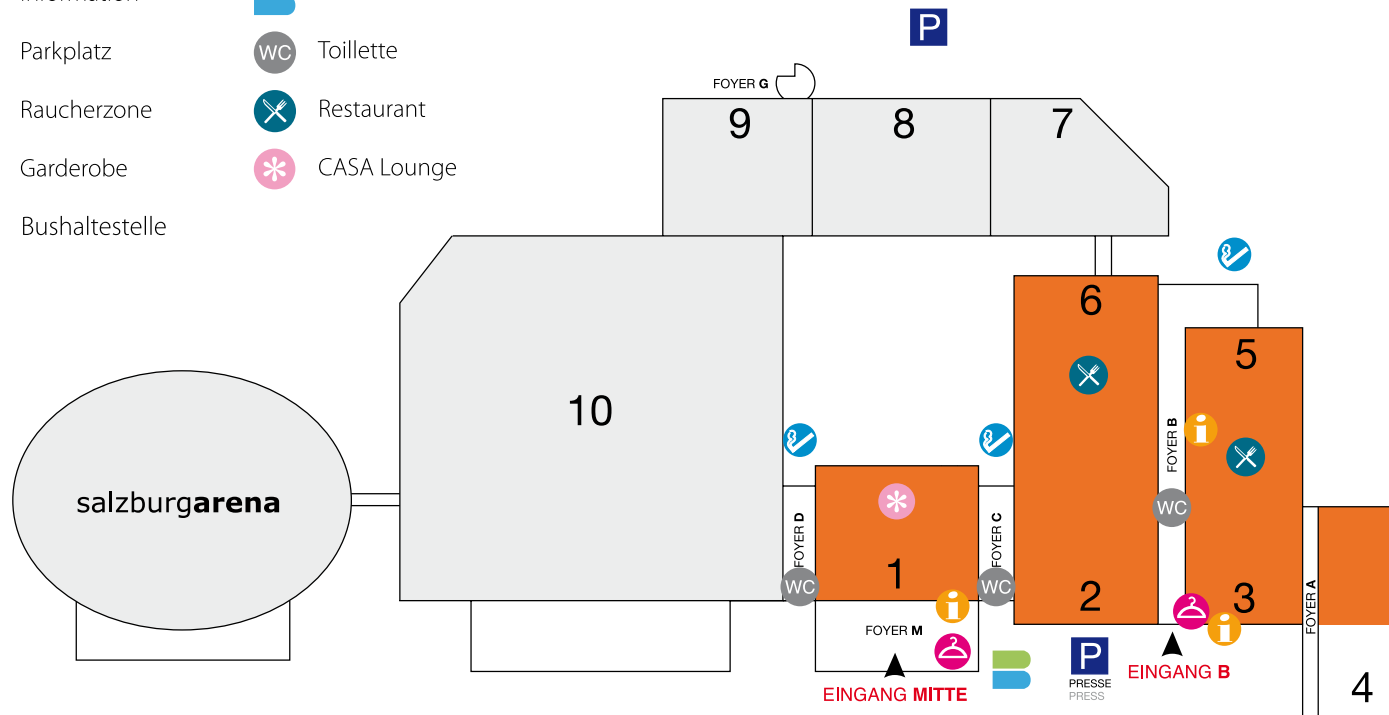 Information
Parkplatz
WC Toillette
Raucherzone
Restaurant
Garderobe
CASA Lounge
Bushaltestelle
P
FOYER G
9
8
7
6
5
10
salzburgarena
FOYER D
WC
1
FOYER C
WC
FOYER B
i
WC
2
3
i
FOYER A
4
i
FOYER M
EINGANG MITTE
P
PRESSE
PRESS
EINGANG B